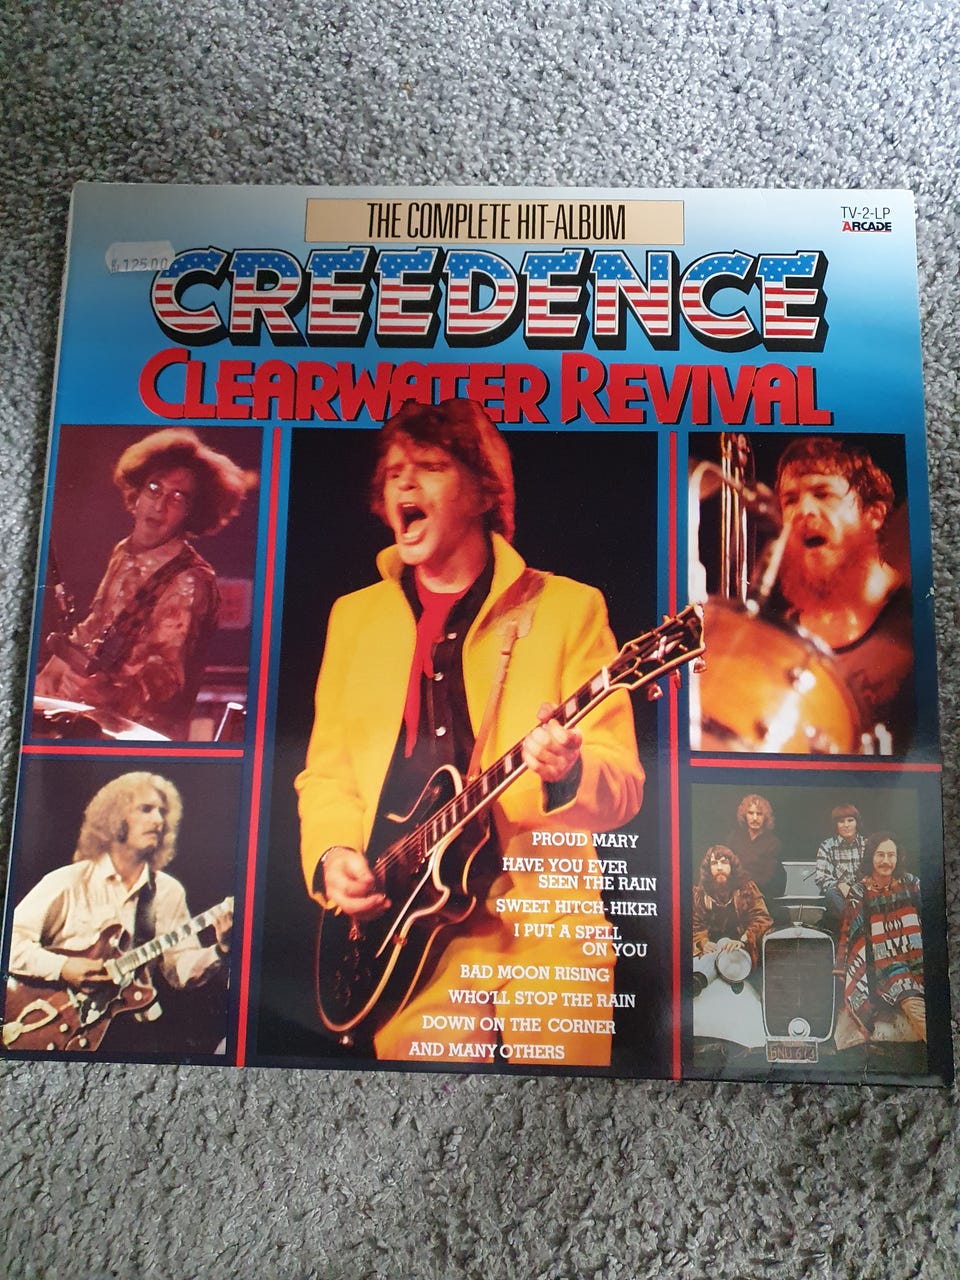 THE COMPLETE HIT-ALBUM
TV-2-LP
ARCADE
125.00
CREEDENCE
CLEARWATER REVIVAL
PROUD MARY
HAVE YOU EVER
SEEN THE RAIN
SWEET HITCH-HIKER
I PUT A SPELL
ON YOU
BAD MOON RISING
WHO'LL STOP THE RAIN
DOWN ON THE CORNER
AND MANY OTHERS